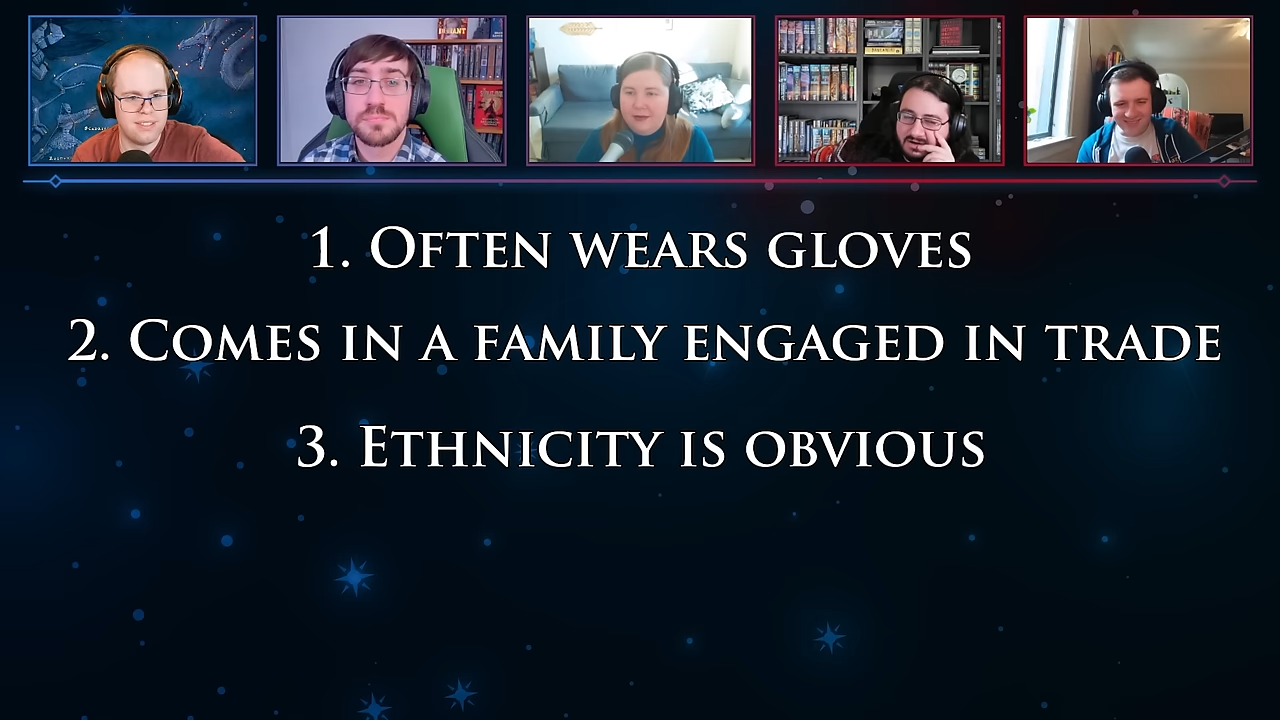 1. Often wears gloves
2. Comes in a family engaged in trade
3. Ethnicity is obvious